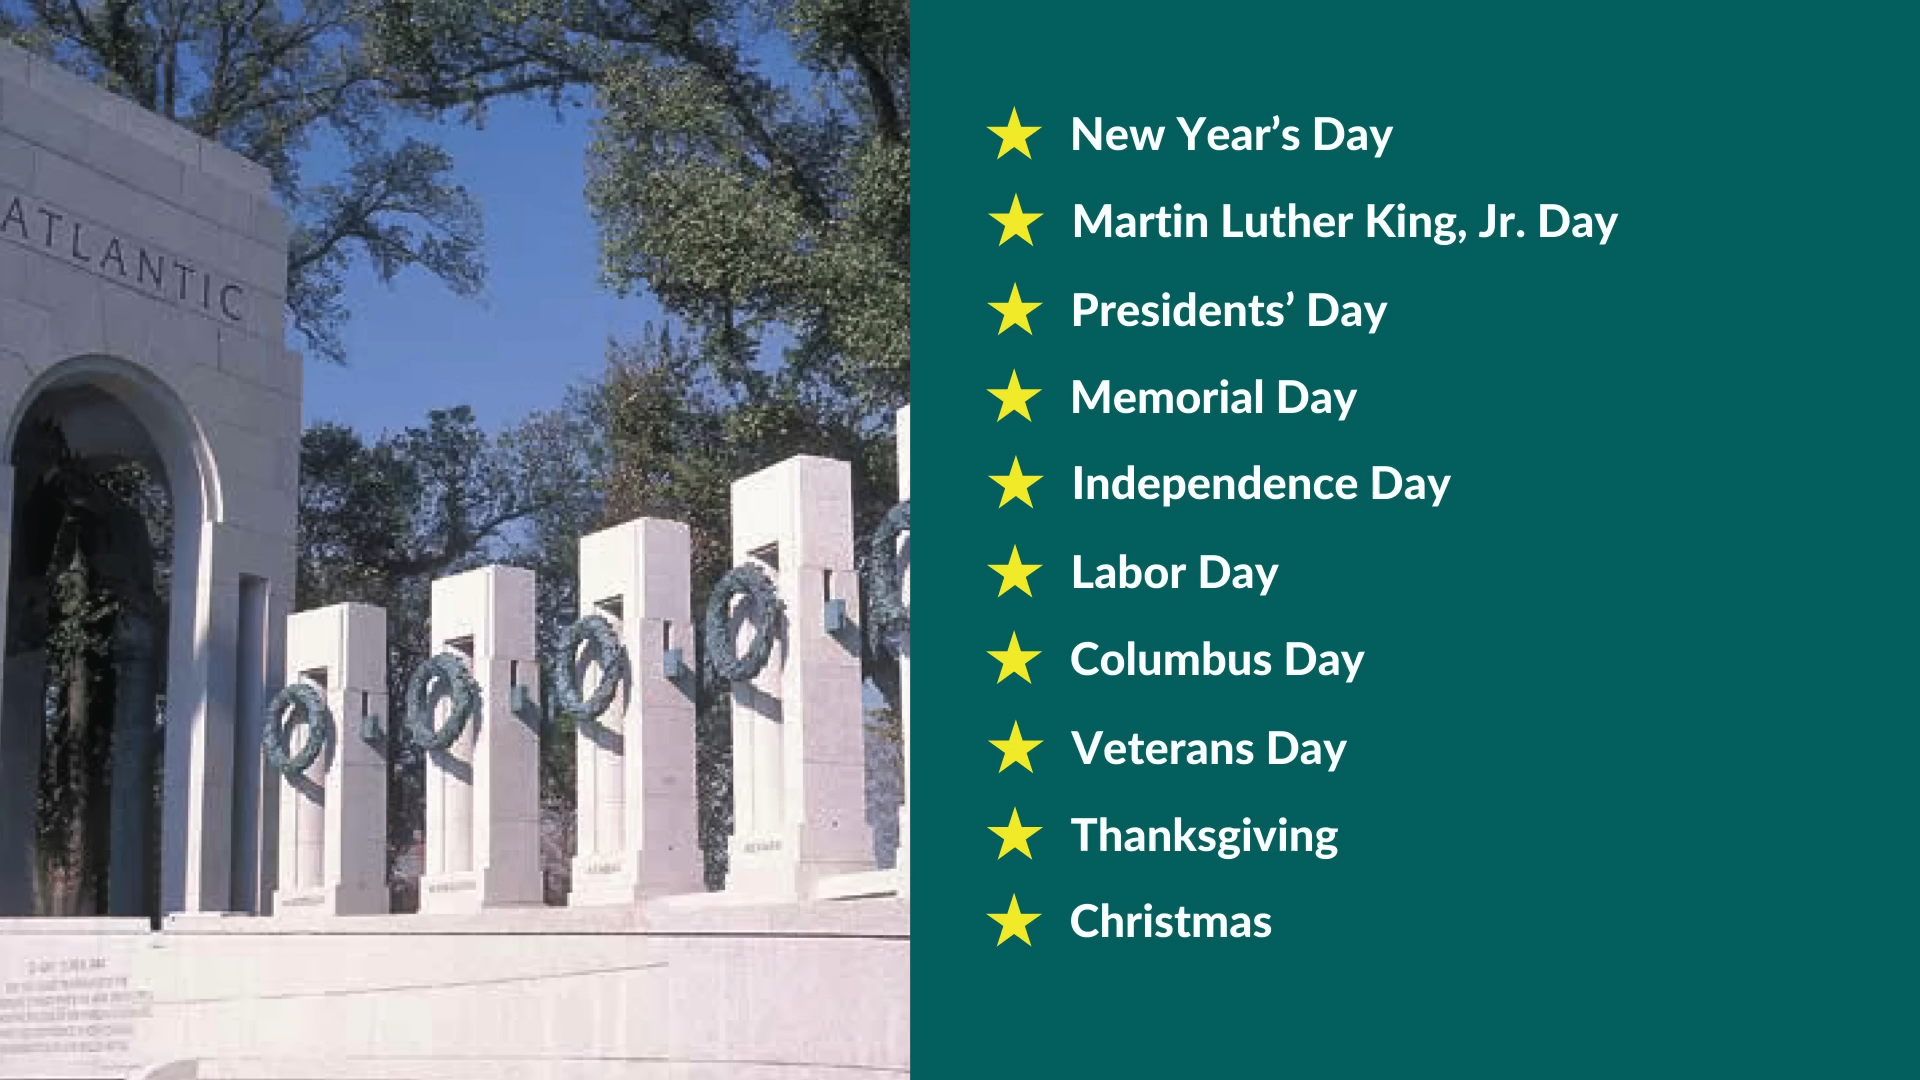 ATLANTIC
New Year’s Day
Martin Luther King, Jr. Day
Presidents’ Day
Memorial Day
Independence Day
Labor Day
Columbus Day
Veterans Day
Thanksgiving
Christmas